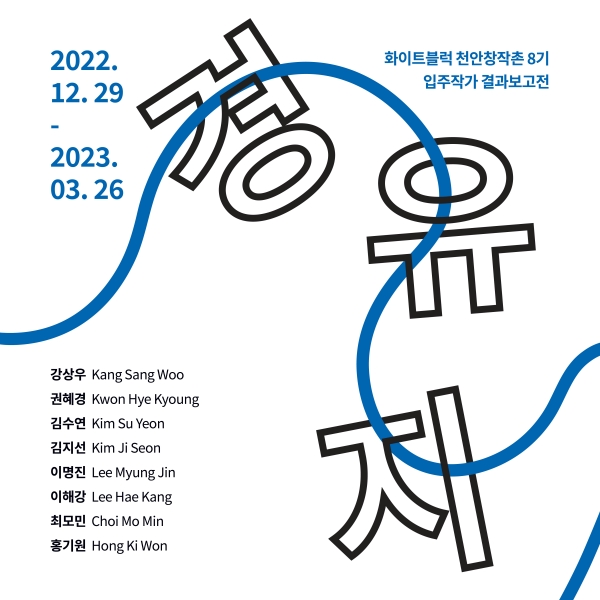 2022.
12. 29
-
2023.
03. 26
화이트블럭 천안창작촌 8기
입주작가 결과보고전
경
유
지
강상우 Kang Sang Woo
권혜경 Kwon Hye Kyoung
김수연 Kim Su Yeon
김지선 Kim Ji Seon
이명진 Lee Myung Jin
이해강 Lee Hae Kang
최모민 Choi Mo Min
홍기원 Hong Ki Won